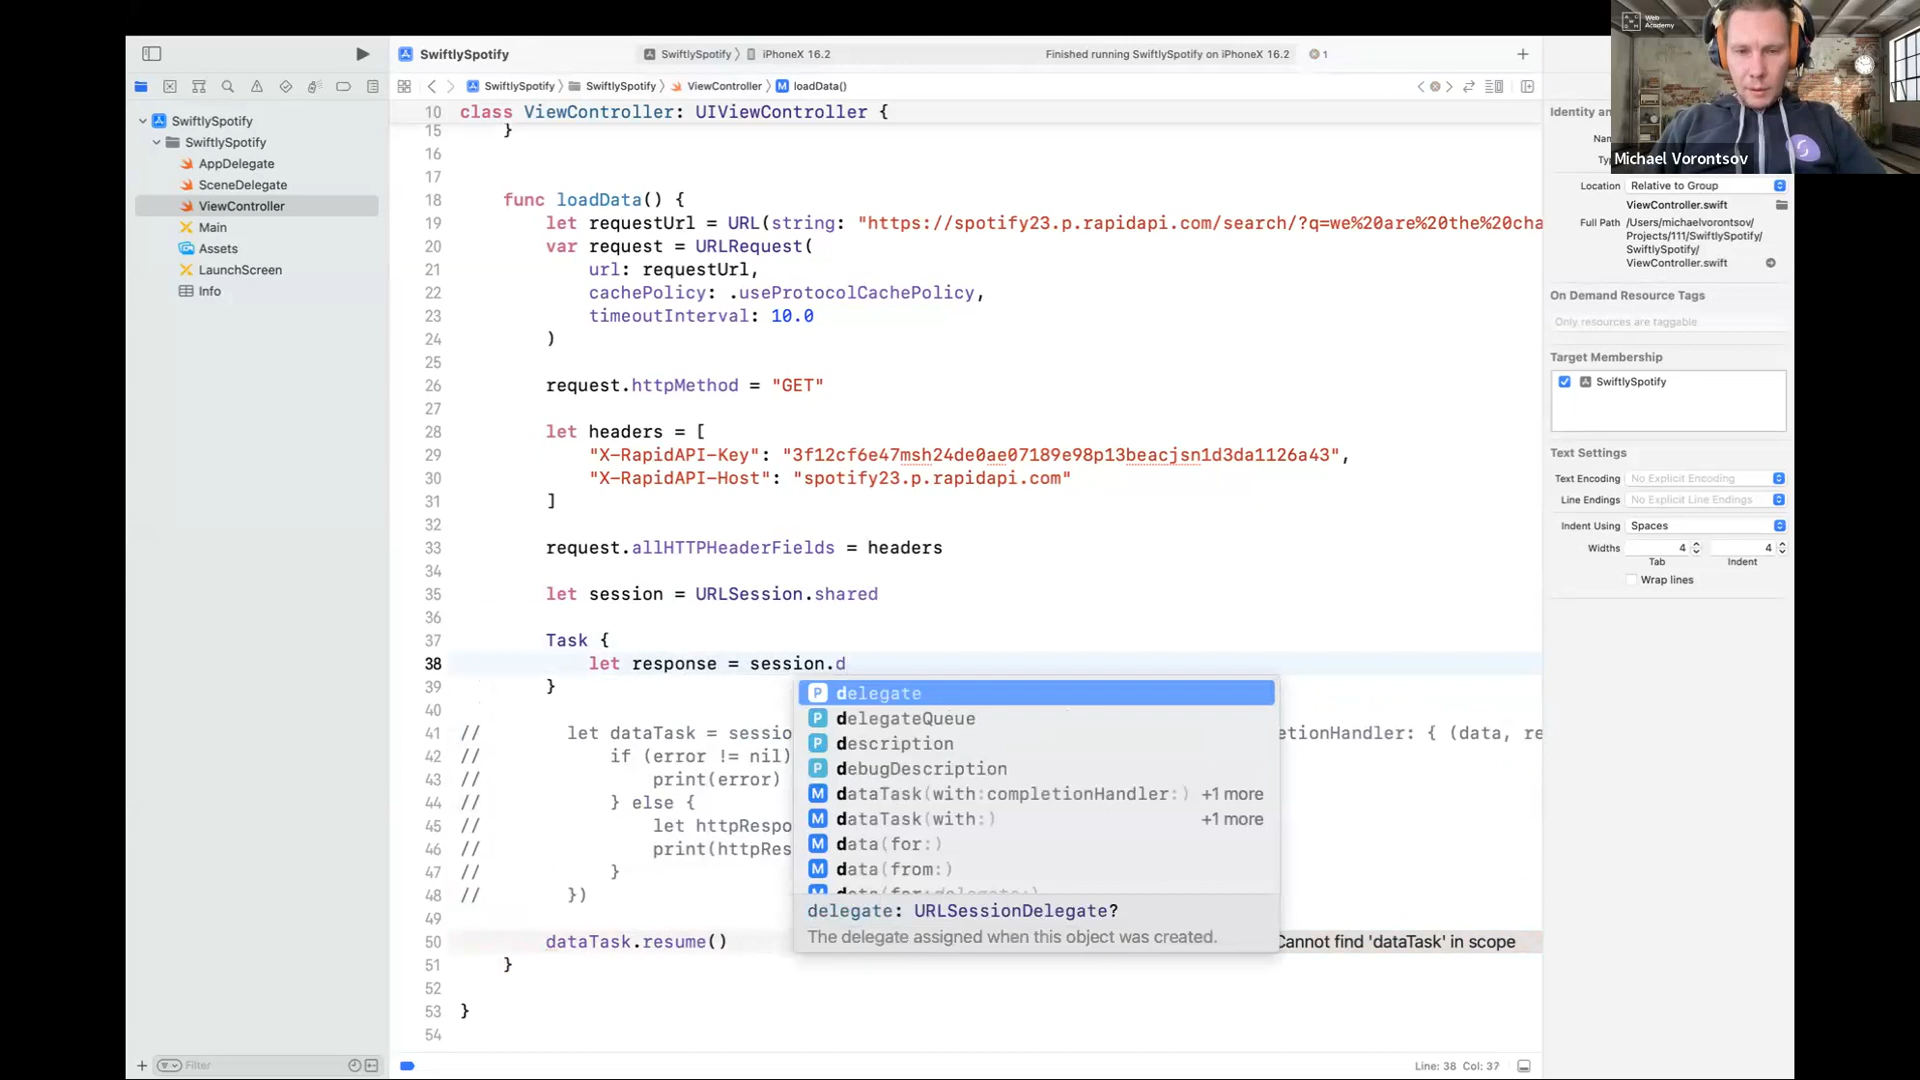 SwiftlySpotify
SwiftlySpotify
iPhoneX 16.2
Finished running SwiftlySpotify on iPhoneX 16.2
1
Web
Academy
Michael Vorontsov
SwiftlySpotify
SwiftlySpotify
AppDelegate
SceneDelegate
ViewController
Main
Assets
LaunchScreen
Info
Filter
SwiftlySpotify
SwiftlySpotify
ViewController
loadData()
10 class ViewController: UIViewController {
15 }
16
17
18 func loadData() {
19 let requestUrl = URL(string: "https://spotify23.p.rapidapi.com/search/?q=we%20are%20the%20cha
20 var request = URLRequest(
21 url: requestUrl,
22 cachePolicy: .useProtocolCachePolicy,
23 timeoutInterval: 10.0
24 )
25
26 request.httpMethod = "GET"
27
28 let headers = [
29 "X-RapidAPI-Key": "3f12cf6e47msh24de0ae07189e98p13beacjsn1d3da1126a43",
30 "X-RapidAPI-Host": "spotify23.p.rapidapi.com"
31 ]
32
33 request.allHTTPHeaderFields = headers
34
35 let session = URLSession.shared
36
37 Task {
38 let response = session.d
39 }
40
41 // let dataTask = sessio
etionHandler: { (data, re
42 // if (error != nil)
43 // print(error)
44 // } else {
45 // let httpRespo
46 // print(httpRes
47 // }
48 // })
49
50 dataTask.resume()
Cannot find 'dataTask' in scope
51 }
52
53 }
54
P delegate
P delegateQueue
P description
P debugDescription
M dataTask(with:completionHandler:) +1 more
M dataTask(with:) +1 more
M data(for:)
M data(from:)
M data(for:delegate:)
delegate: URLSessionDelegate?
The delegate assigned when this object was created.
Line: 38 Col: 37
Identity an
Na
Ty
Location Relative to Group
ViewController.swift
Full Path /Users/michaelvorontsov/
Projects/111/SwiftlySpotify/
SwiftlySpotify/
ViewController.swift
On Demand Resource Tags
Only resources are taggable
Target Membership
SwiftlySpotify
Text Settings
Text Encoding No Explicit Encoding
Line Endings No Explicit Line Endings
Indent Using Spaces
Widths 4 4
Tab Indent
Wrap lines